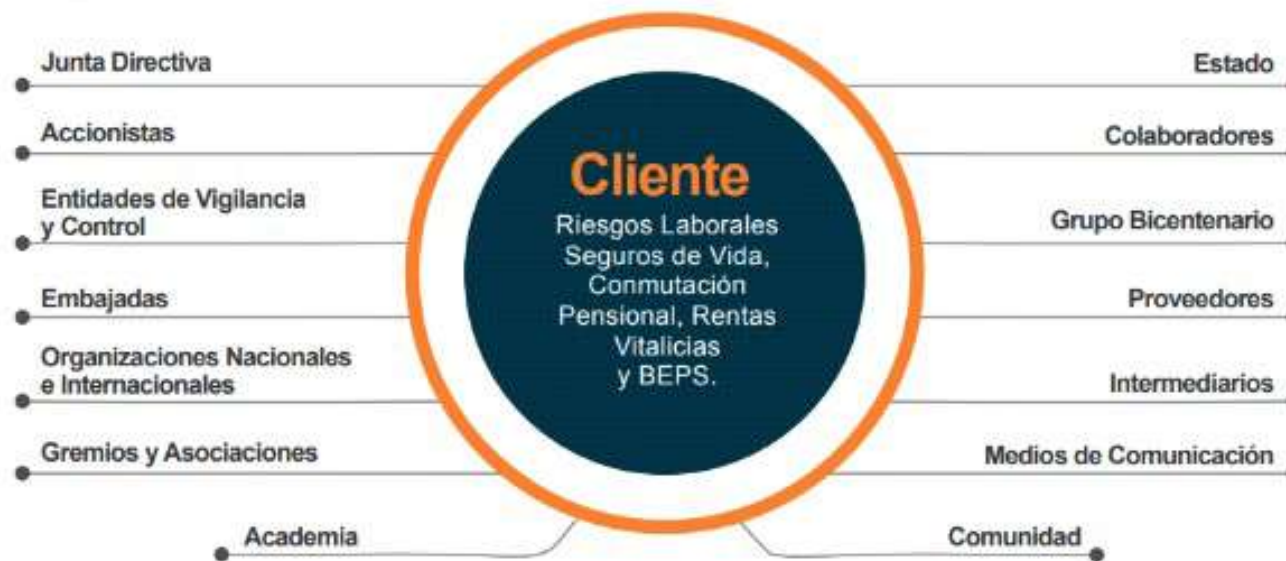 Junta Directiva
Accionistas
Entidades de Vigilancia
y Control
Embajadas
Organizaciones Nacionales
e Internacionales
Gremios y Asociaciones
Academia
Cliente
Riesgos Laborales
Seguros de Vida,
Conmutación
Pensional, Rentas
Vitalicias
y BEPS.
Estado
Colaboradores
Grupo Bicentenario
Proveedores
Intermediarios
Medios de Comunicación
Comunidad